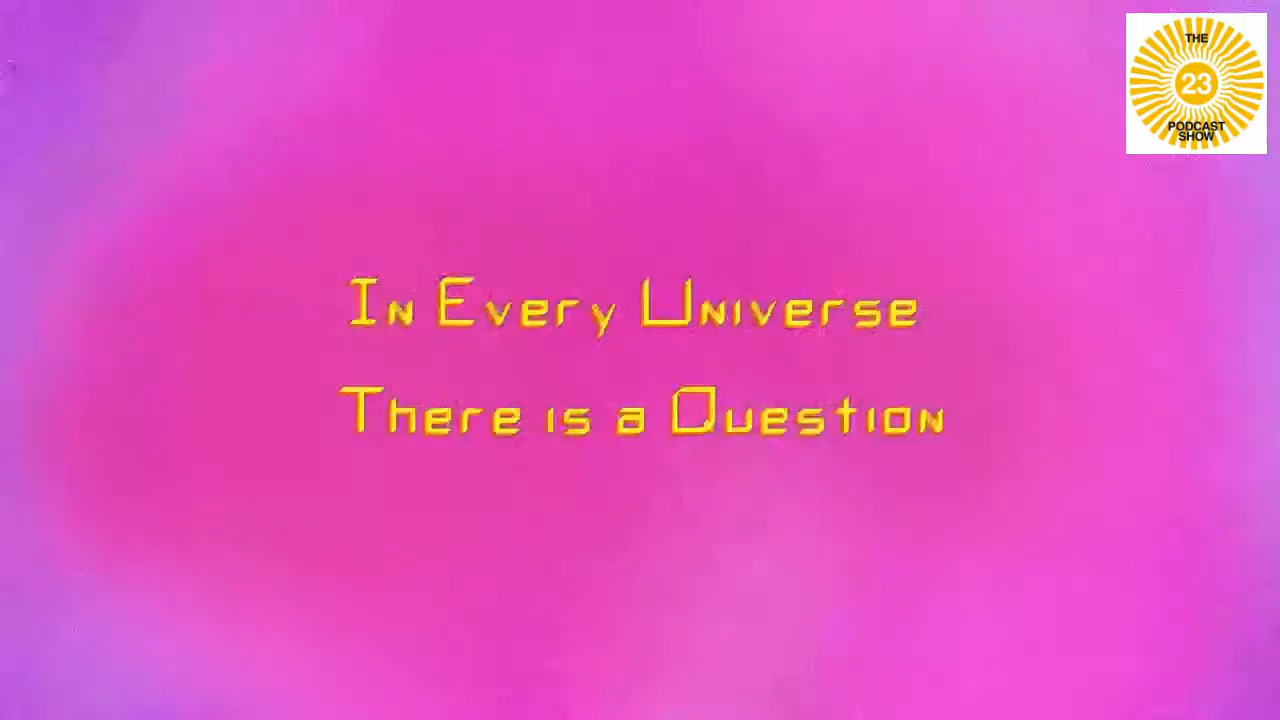 In Every Universe
There is a Question
THE
23
PODCAST
SHOW